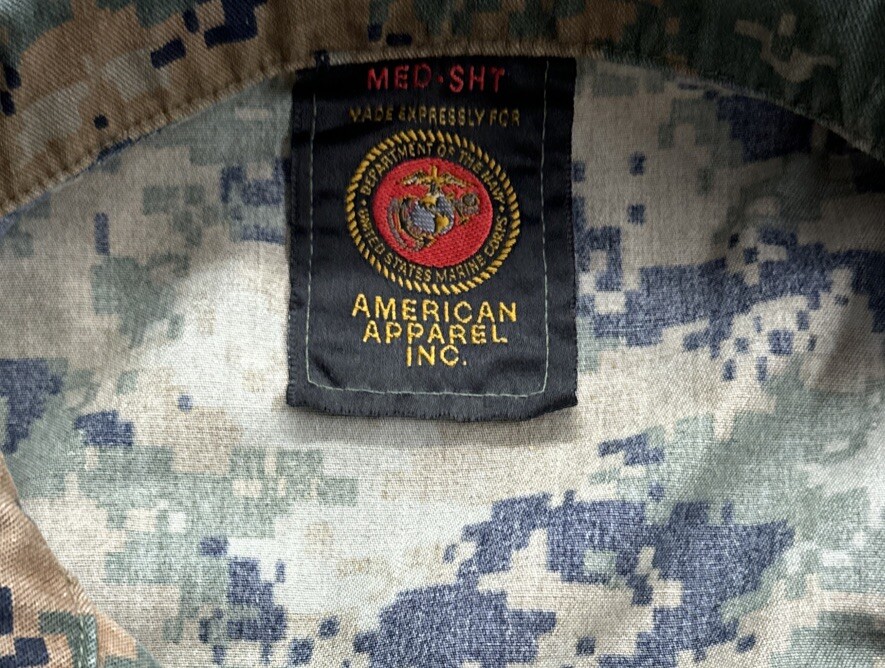 MED-SHT
MADE EXPRESSLY FOR
DEPARTMENT OF THE NAVY
UNITED STATES MARINE CORPS
AMERICAN
APPAREL
INC.